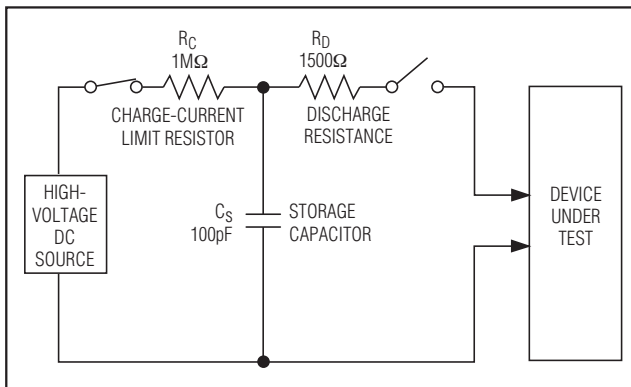 R_C
1MΩ
CHARGE-CURRENT
LIMIT RESISTOR
R_D
1500Ω
DISCHARGE
RESISTANCE
HIGH-
VOLTAGE
DC
SOURCE
C_S
100pF
STORAGE
CAPACITOR
DEVICE
UNDER
TEST